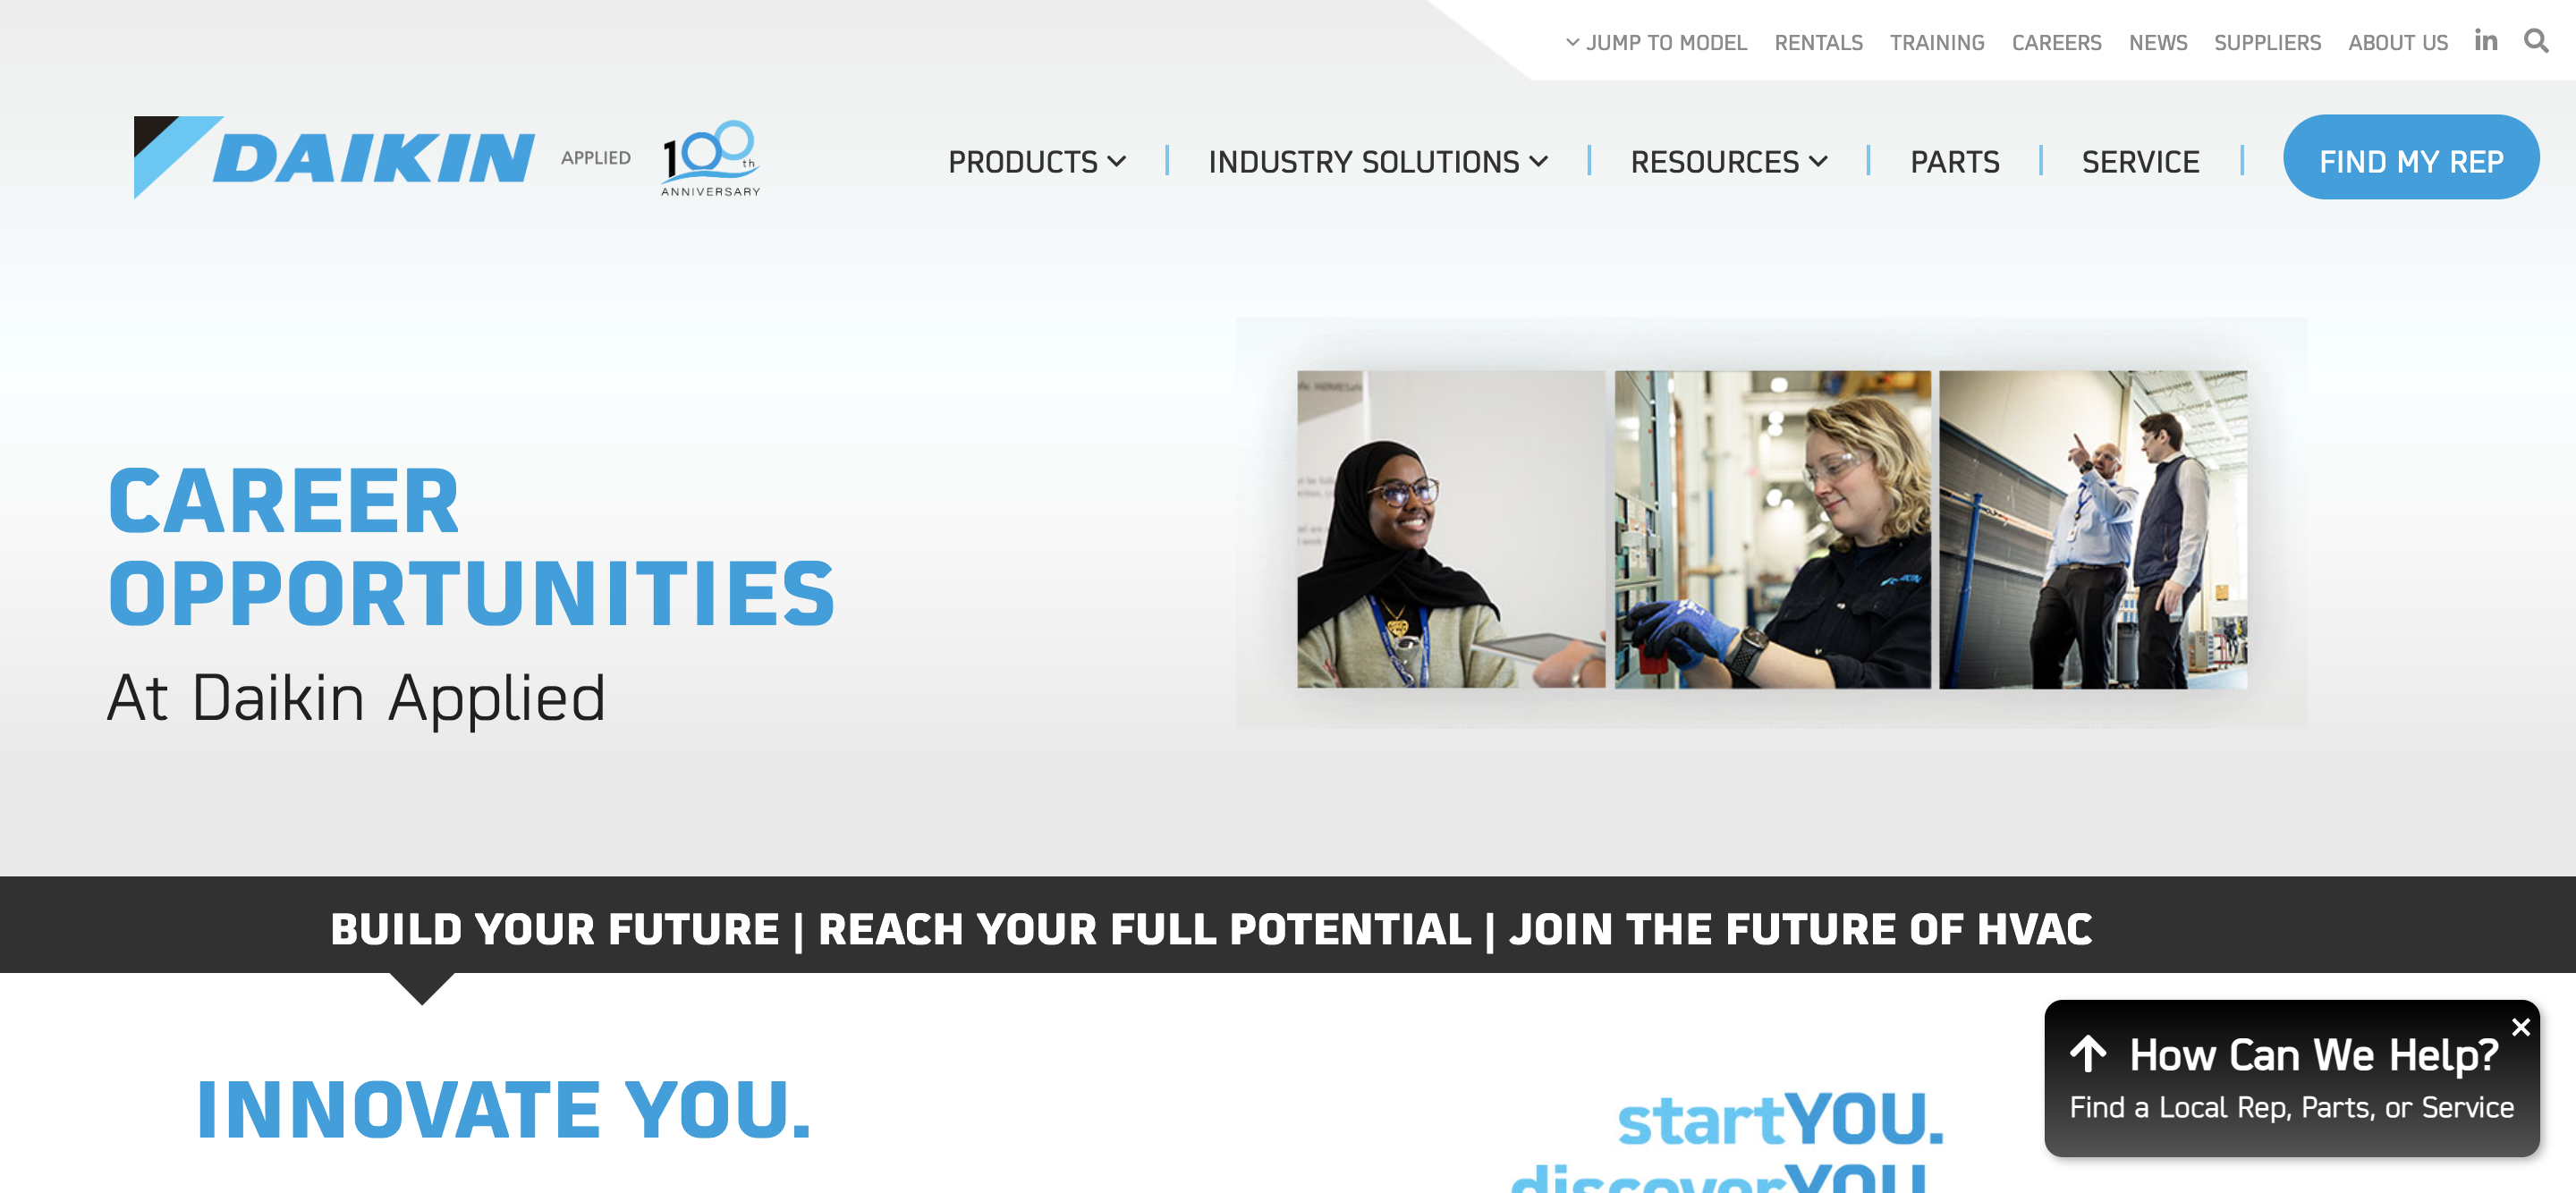 JUMP TO MODEL RENTALS TRAINING CAREERS NEWS SUPPLIERS ABOUT US in
DAIKIN APPLIED 100th ANNIVERSARY
PRODUCTS | INDUSTRY SOLUTIONS | RESOURCES | PARTS | SERVICE | FIND MY REP
CAREER
OPPORTUNITIES
At Daikin Applied
BUILD YOUR FUTURE | REACH YOUR FULL POTENTIAL | JOIN THE FUTURE OF HVAC
INNOVATE YOU.
startYOU.
discoverYOU.
How Can We Help?
Find a Local Rep, Parts, or Service